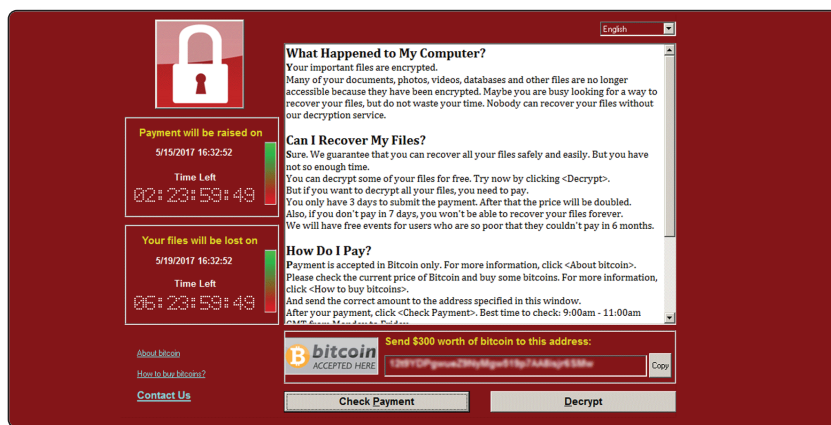 English
What Happened to My Computer?
Your important files are encrypted.
Many of your documents, photos, videos, databases and other files are no longer
accessible because they have been encrypted. Maybe you are busy looking for a way to
recover your files, but do not waste your time. Nobody can recover your files without
our decryption service.
Can I Recover My Files?
Sure. We guarantee that you can recover all your files safely and easily. But you have
not so enough time.
You can decrypt some of your files for free. Try now by clicking <Decrypt>.
But if you want to decrypt all your files, you need to pay.
You only have 3 days to submit the payment. After that the price will be doubled.
Also, if you don't pay in 7 days, you won't be able to recover your files forever.
We will have free events for users who are so poor that they couldn't pay in 6 months.
How Do I Pay?
Payment is accepted in Bitcoin only. For more information, click <About bitcoin>.
Please check the current price of Bitcoin and buy some bitcoins. For more information,
click <How to buy bitcoins>.
And send the correct amount to the address specified in this window.
After your payment, click <Check Payment>. Best time to check: 9:00am - 11:00am
GMT from Monday to Friday.
Payment will be raised on
5/15/2017 16:32:52
Time Left
02:23:59:49
Your files will be lost on
5/19/2017 16:32:52
Time Left
06:23:59:49
About bitcoin
How to buy bitcoins?
Contact Us
bitcoin
ACCEPTED HERE
Send $300 worth of bitcoin to this address:
Copy
Check Payment
Decrypt